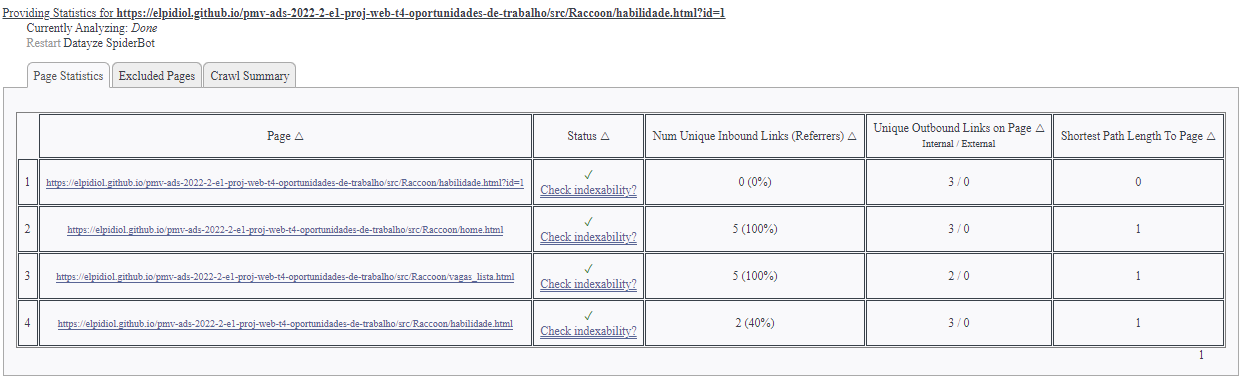 Providing Statistics for https://elpidiol.github.io/pmv-ads-2022-2-e1-proj-web-t4-oportunidades-de-trabalho/src/Raccoon/habilidade.html?id=1
Currently Analyzing: Done
Restart Datayze SpiderBot
Page Statistics Excluded Pages Crawl Summary
Page △ Status △ Num Unique Inbound Links (Referrers) △ Unique Outbound Links on Page △ Shortest Path Length To Page △
Internal / External
1 https://elpidiol.github.io/pmv-ads-2022-2-e1-proj-web-t4-oportunidades-de-trabalho/src/Raccoon/habilidade.html?id=1 ✓ 0 (0%) 3 / 0 0
Check indexability?
2 https://elpidiol.github.io/pmv-ads-2022-2-e1-proj-web-t4-oportunidades-de-trabalho/src/Raccoon/home.html ✓ 5 (100%) 3 / 0 1
Check indexability?
3 https://elpidiol.github.io/pmv-ads-2022-2-e1-proj-web-t4-oportunidades-de-trabalho/src/Raccoon/vagas_lista.html ✓ 5 (100%) 2 / 0 1
Check indexability?
4 https://elpidiol.github.io/pmv-ads-2022-2-e1-proj-web-t4-oportunidades-de-trabalho/src/Raccoon/habilidade.html ✓ 2 (40%) 3 / 0 1
Check indexability?
1